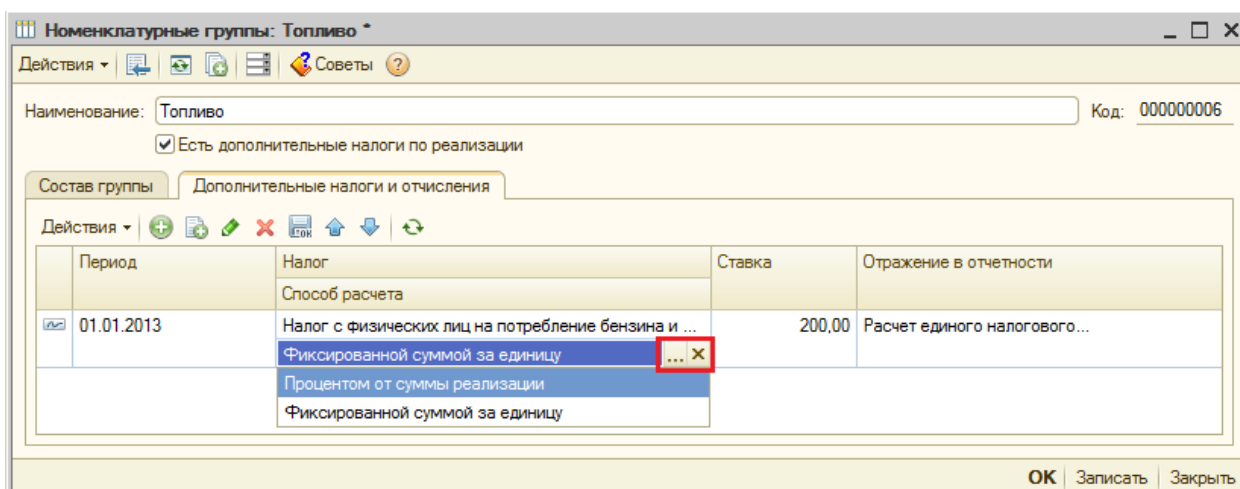 Номенклатурные группы: Топливо *
Действия Советы
Наименование: Топливо Код: 000000006
Есть дополнительные налоги по реализации
Состав группы Дополнительные налоги и отчисления
Действия
Период Налог Ставка Отражение в отчетности
Способ расчета
01.01.2013 Налог с физических лиц на потребление бензина и ... 200,00 Расчет единого налогового...
Фиксированной суммой за единицу ...
Процентом от суммы реализации
Фиксированной суммой за единицу
ОК Записать Закрыть